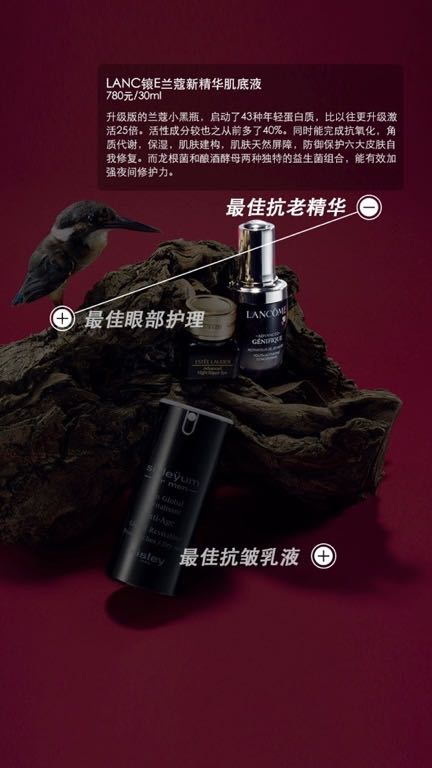 LANC镲E兰蔻新精华肌底液
780元/30ml
升级版的兰蔻小黑瓶，启动了43种年轻蛋白质，比以往更升级激
活25倍。活性成分较也之从前多了40%。同时能完成抗氧化，角
质代谢，保湿，肌肤建构，肌肤天然屏障，防御保护六大皮肤自
我修复。而龙根菌和酿酒酵母两种独特的益生菌组合，能有效加
强夜间修护力。
最佳抗老精华
LANCÔME
ADVANCED
GÉNIFIQUE
最佳眼部护理
ESTĒE LAUDER
Advanced
Night Repair Eye
sisleÿum
for men
Global
Anti-Age
sisley
最佳抗皱乳液